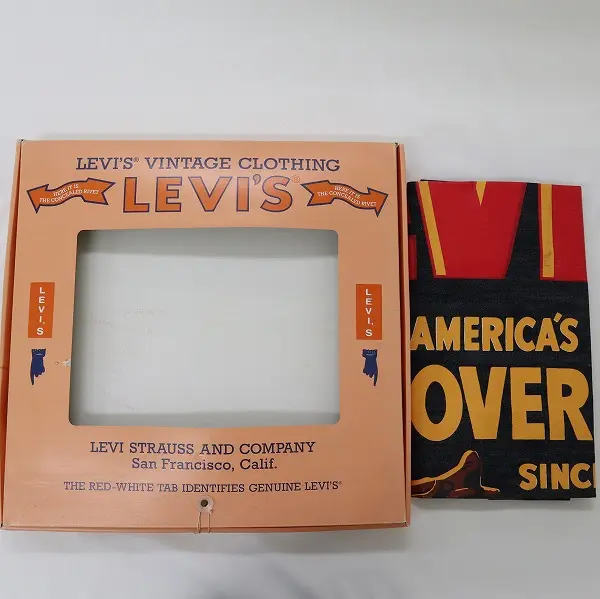 LEVI'S® VINTAGE CLOTHING
HERE IT IS
THE CONCEALED RIVET
LEVI'S®
HERE IT IS
THE CONCEALED RIVET
LEVI'S
LEVI'S
LEVI STRAUSS AND COMPANY
San Francisco, Calif.
THE RED-WHITE TAB IDENTIFIES GENUINE LEVI'S®
AMERICA'S
OVER
SINC